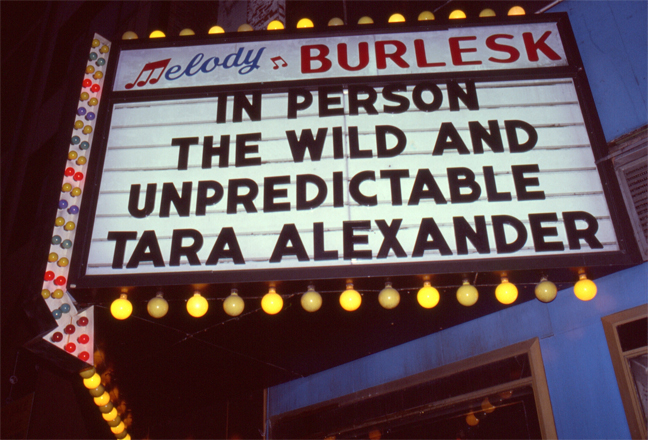 Melody BURLESK
IN PERSON
THE WILD AND
UNPREDICTABLE
TARA ALEXANDER